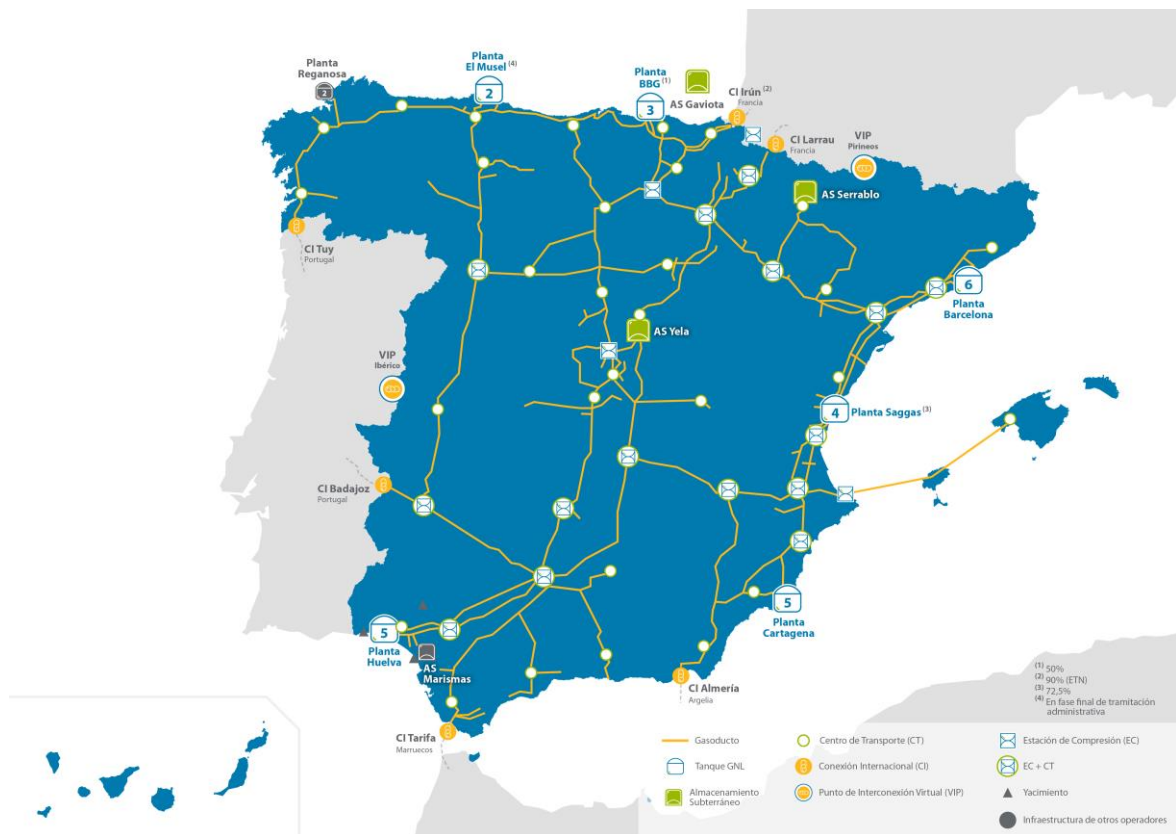 Planta
Reganosa
2
Planta
El Musel (4)
2
Planta
BBG (1)
3
AS Gaviota
CI Irún (2)
Francia
CI Larrau
Francia
VIP
Pirineos
AS Serrablo
CI Tuy
Portugal
6
Planta
Barcelona
AS Yela
VIP
Ibérico
4
Planta Saggas (3)
CI Badajoz
Portugal
5
Planta
Cartagena
5
Planta
Huelva
AS
Marismas
CI Almería
Argelia
CI Tarifa
Marruecos
(1) 50%
(2) 90% (ETN)
(3) 72,5%
(4) En fase final de tramitación
administrativa
Gasoducto
Centro de Transporte (CT)
Estación de Compresión (EC)
Tanque GNL
Conexión Internacional (CI)
EC + CT
Almacenamiento
Subterráneo
Punto de Interconexión Virtual (VIP)
Yacimiento
Infraestructura de otros operadores